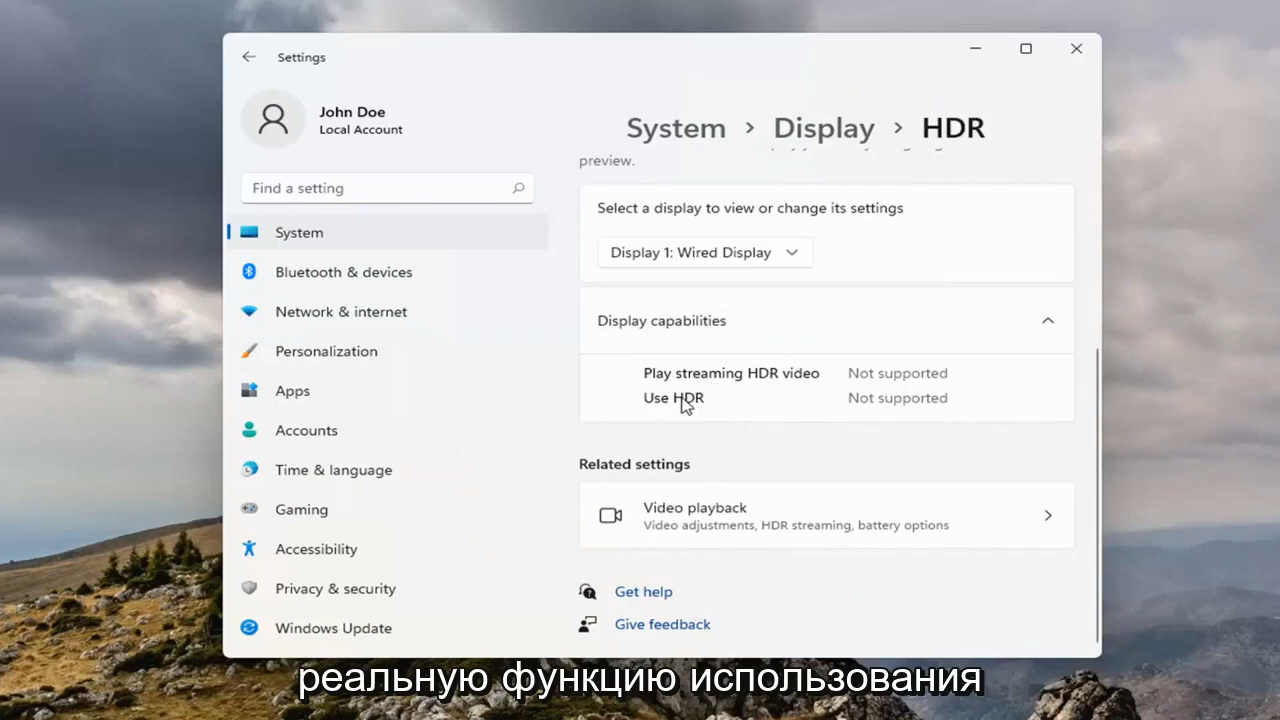 Settings
John Doe
Local Account
Find a setting
System
Bluetooth & devices
Network & internet
Personalization
Apps
Accounts
Time & language
Gaming
Accessibility
Privacy & security
Windows Update
System > Display > HDR
preview.
Select a display to view or change its settings
Display 1: Wired Display
Display capabilities
Play streaming HDR video Not supported
Use HDR Not supported
Related settings
Video playback
Video adjustments, HDR streaming, battery options
Get help
Give feedback
реальную функцию использования